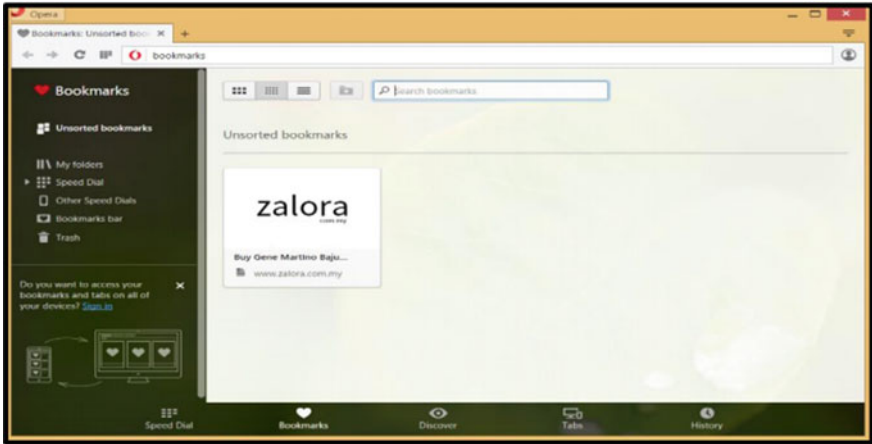 Opera
Bookmarks: Unsorted boo
bookmarks
Bookmarks
Search bookmarks
Unsorted bookmarks
Unsorted bookmarks
My folders
Speed Dial
Other Speed Dials
Bookmarks bar
Trash
zalora
com.my
Buy Gene Martino Baju...
www.zalora.com.my
Do you want to access your
bookmarks and tabs on all of
your devices? Sign in
Speed Dial
Bookmarks
Discover
Tabs
History